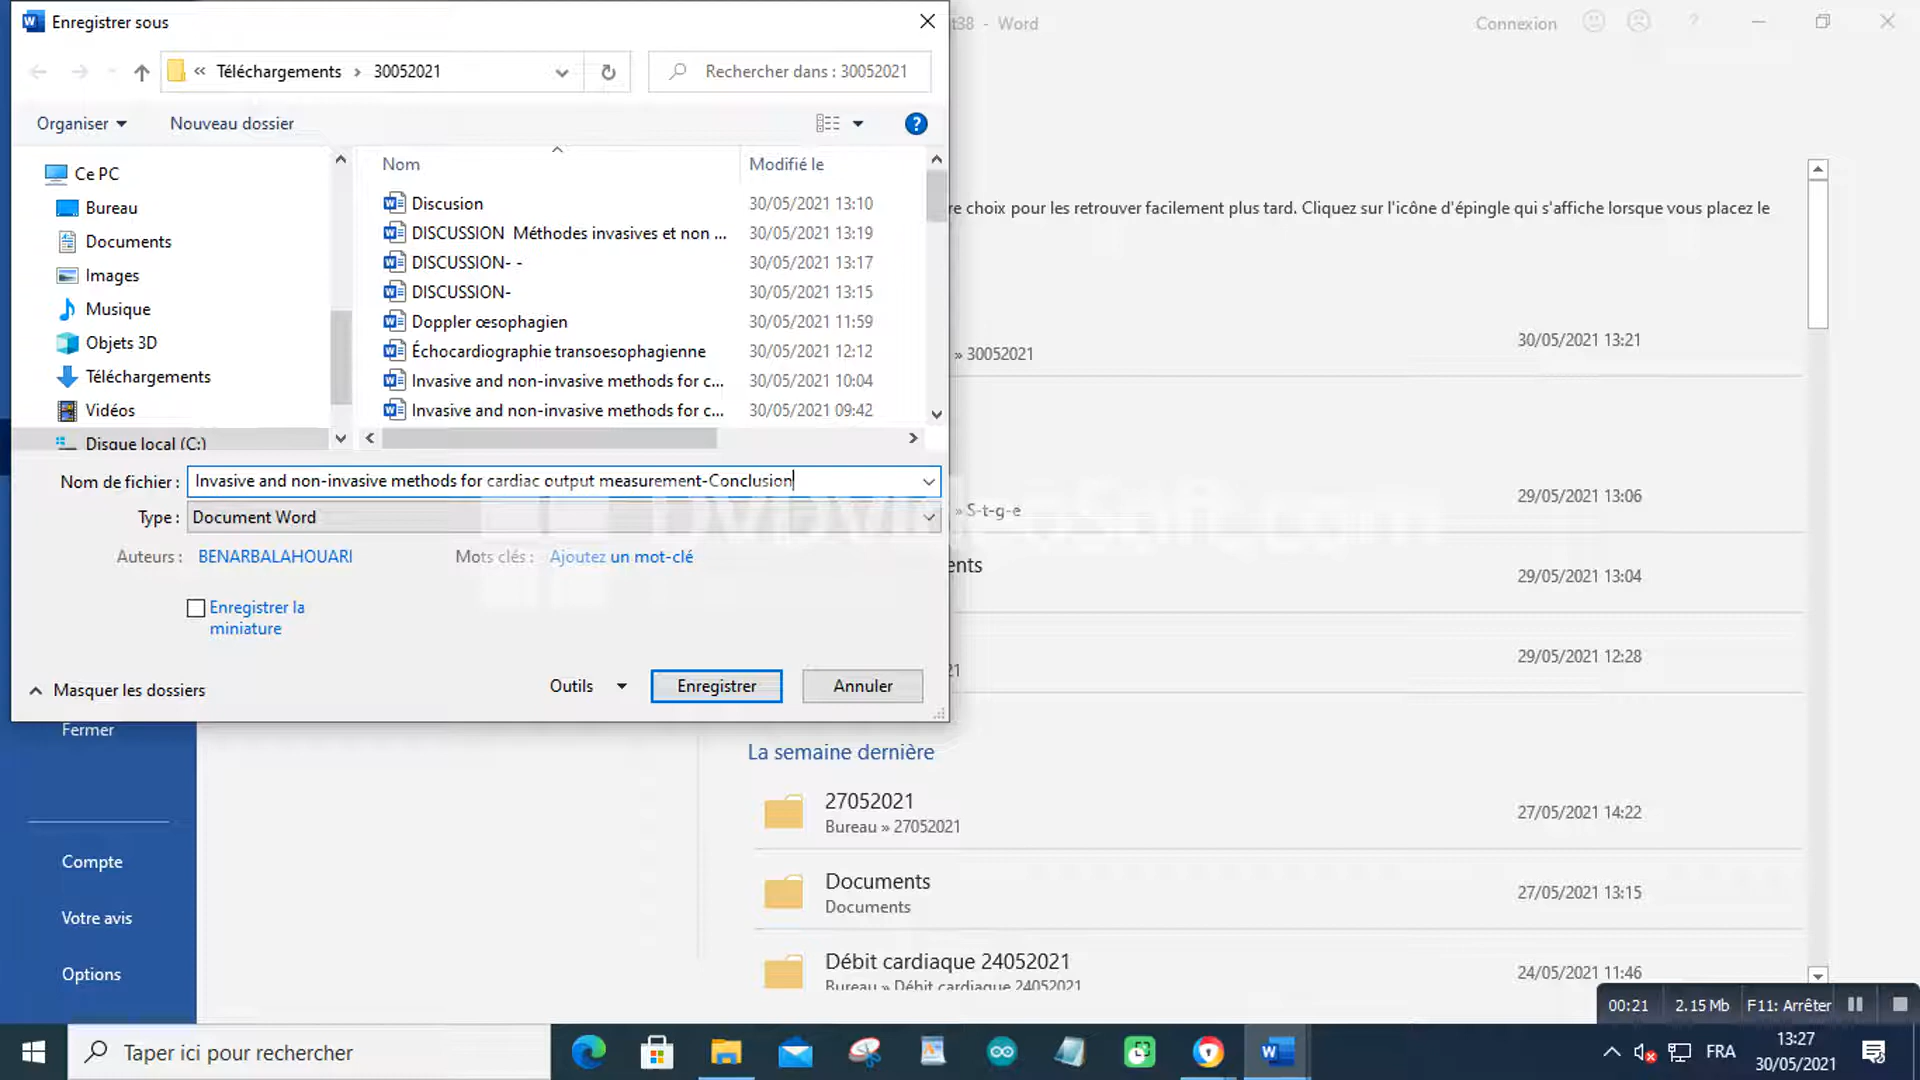 Enregistrer sous
t38 - Word
Connexion
?
« Téléchargements > 30052021
Rechercher dans : 30052021
Organiser
Nouveau dossier
?
Ce PC
Bureau
Documents
Images
Musique
Objets 3D
Téléchargements
Vidéos
Disque local (C:)
Nom
Modifié le
Discusion 30/05/2021 13:10
DISCUSSION Méthodes invasives et non ... 30/05/2021 13:19
DISCUSSION- - 30/05/2021 13:17
DISCUSSION- 30/05/2021 13:15
Doppler œsophagien 30/05/2021 11:59
Échocardiographie transoesophagienne 30/05/2021 12:12
Invasive and non-invasive methods for c... 30/05/2021 10:04
Invasive and non-invasive methods for c... 30/05/2021 09:42
Nom de fichier : Invasive and non-invasive methods for cardiac output measurement-Conclusion
Type : Document Word
Auteurs : BENARBALAHOUARI
Mots clés : Ajoutez un mot-clé
Enregistrer la
miniature
Masquer les dossiers
Outils
Enregistrer
Annuler
re choix pour les retrouver facilement plus tard. Cliquez sur l'icône d'épingle qui s'affiche lorsque vous placez le
30/05/2021 13:21
» 30052021
29/05/2021 13:06
» S-t-g-e
DVDVideoSoft.com
ents
29/05/2021 13:04
29/05/2021 12:28
21
Fermer
Compte
Votre avis
Options
La semaine dernière
27052021
Bureau » 27052021
27/05/2021 14:22
Documents
Documents
27/05/2021 13:15
Débit cardiaque 24052021
Bureau » Débit cardiaque 24052021
24/05/2021 11:46
00:21 2.15 Mb F11: Arrêter
Taper ici pour rechercher
FRA
13:27
30/05/2021